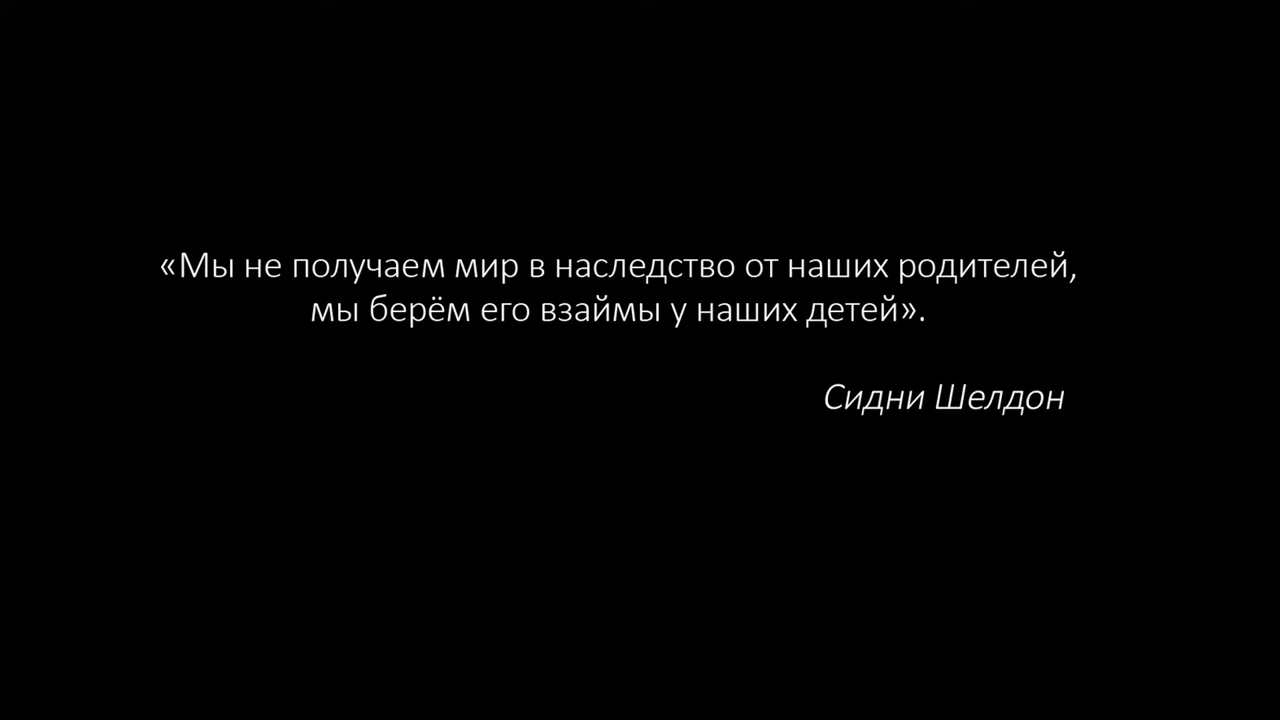 «Мы не получаем мир в наследство от наших родителей,
мы берём его взаймы у наших детей».
Сидни Шелдон